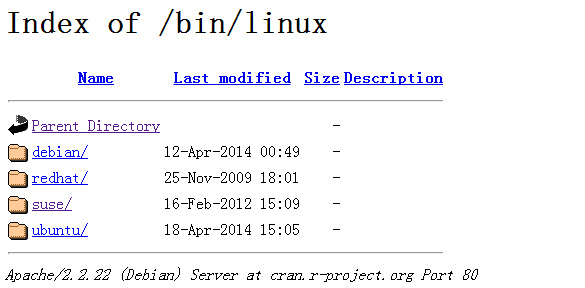 Index of /bin/linux
Name Last modified Size Description
Parent Directory -
debian/ 12-Apr-2014 00:49 -
redhat/ 25-Nov-2009 18:01 -
suse/ 16-Feb-2012 15:09 -
ubuntu/ 18-Apr-2014 15:05 -
Apache/2.2.22 (Debian) Server at cran.r-project.org Port 80